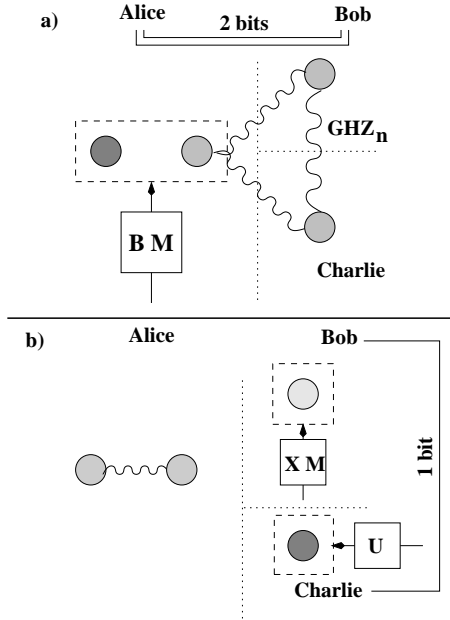 a) Alice Bob
2 bits
GHZn
B M
Charlie
b) Alice Bob
X M
1 bit
U
Charlie